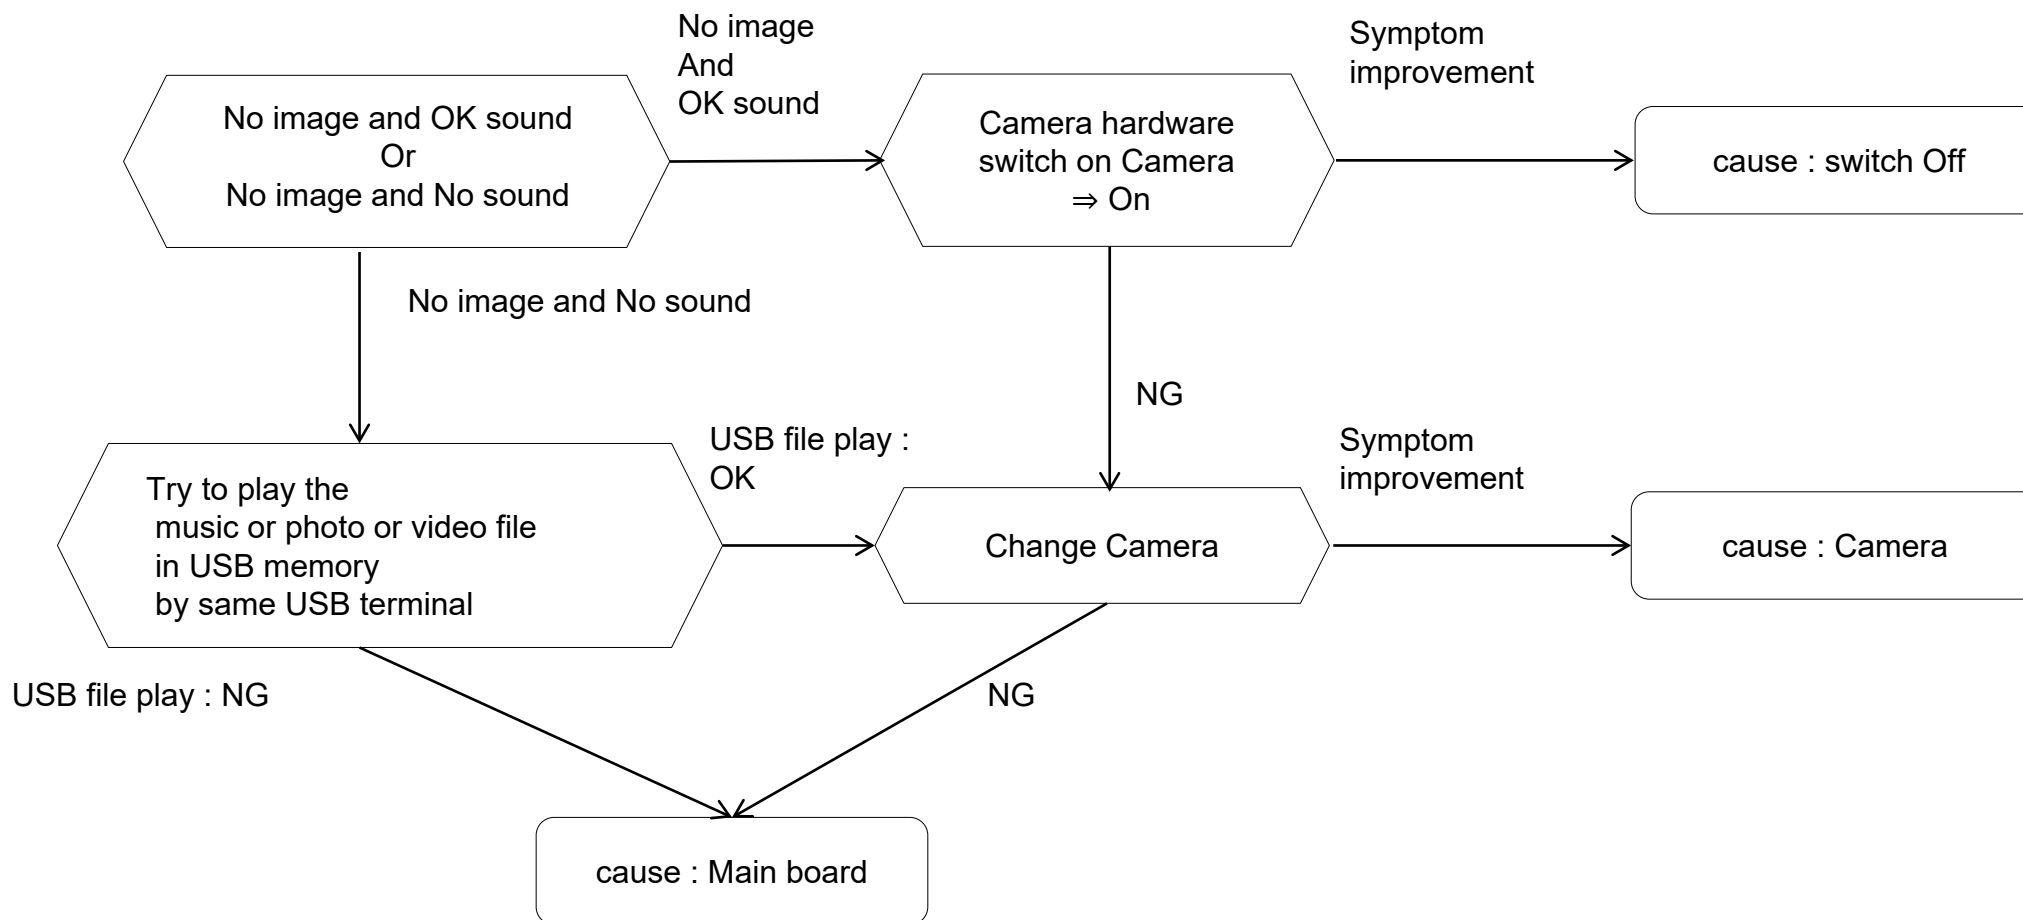 No image and OK sound
Or
No image and No sound
No image
And
OK sound
Camera hardware
switch on Camera
⇒ On
Symptom
improvement
cause : switch Off
No image and No sound
NG
Try to play the
music or photo or video file
in USB memory
by same USB terminal
USB file play :
OK
Change Camera
Symptom
improvement
cause : Camera
USB file play : NG
NG
cause : Main board